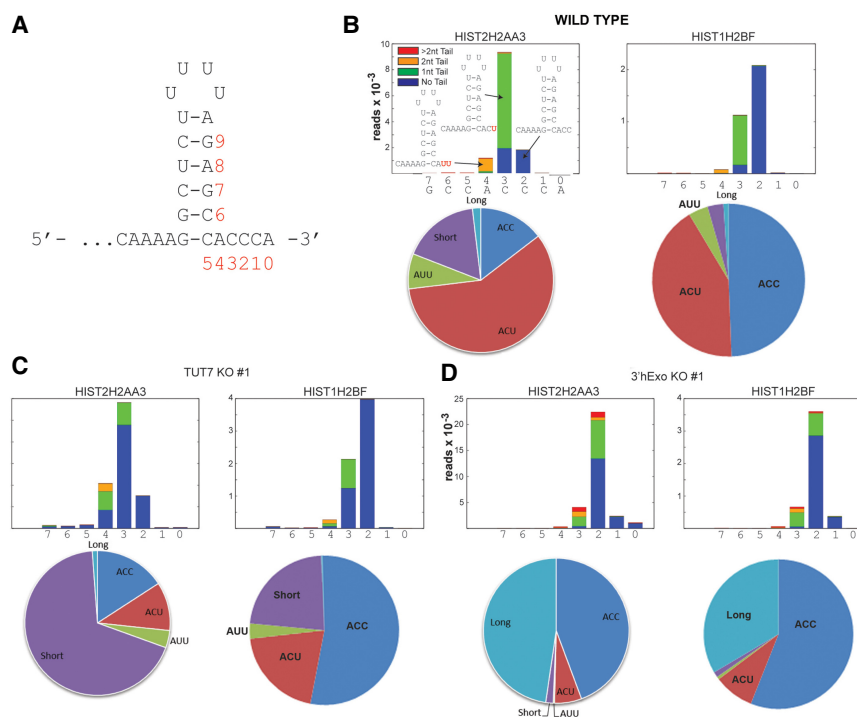 A
U
U U
U U
U-A
C-G9
U-A8
C-G7
G-C6
5'- ...CAAAAG-CACCCA -3'
543210
B
WILD TYPE
HIST2H2AA3
reads x 10⁻³
10
8
6
4
2
>2nt Tail
2nt Tail
1nt Tail
No Tail
CAAAAG-CAUU
CAAAAG-CACU
CAAAAG-CACC
7 6 5 4 3 2 1 0
G C C A C C C A
Long
Short
ACC
AUU
ACU
HIST1H2BF
2
1
7 6 5 4 3 2 1 0
AUU
ACU
ACC
C
TUT7 KO #1
HIST2H2AA3
7 6 5 4 3 2 1 0
Long
ACC
ACU
AUU
Short
HIST1H2BF
4
3
2
1
7 6 5 4 3 2 1 0
Short
AUU
ACU
ACC
D
3'hExo KO #1
HIST2H2AA3
reads x 10⁻³
25
20
15
10
5
7 6 5 4 3 2 1 0
Long
ACC
ACU
Short
AUU
HIST1H2BF
4
3
2
1
7 6 5 4 3 2 1 0
Long
ACC
ACU